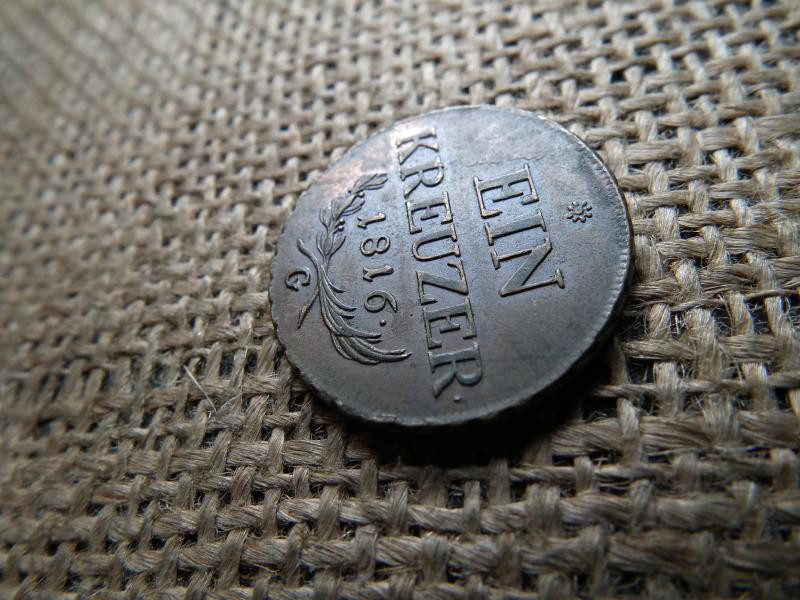 EIN
KREUZER.
1816.
G